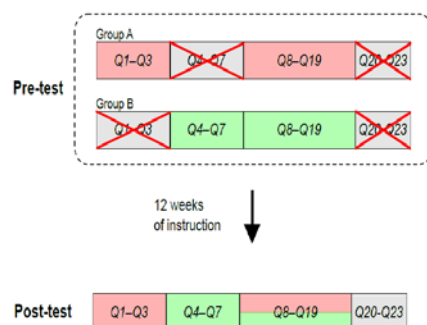 Group A
Q1–Q3 Q4–Q7 Q8–Q19 Q20–Q23
Pre-test
Group B
Q1–Q3 Q4–Q7 Q8–Q19 Q20–Q23
12 weeks
of instruction
Post-test Q1–Q3 Q4–Q7 Q8–Q19 Q20-Q23